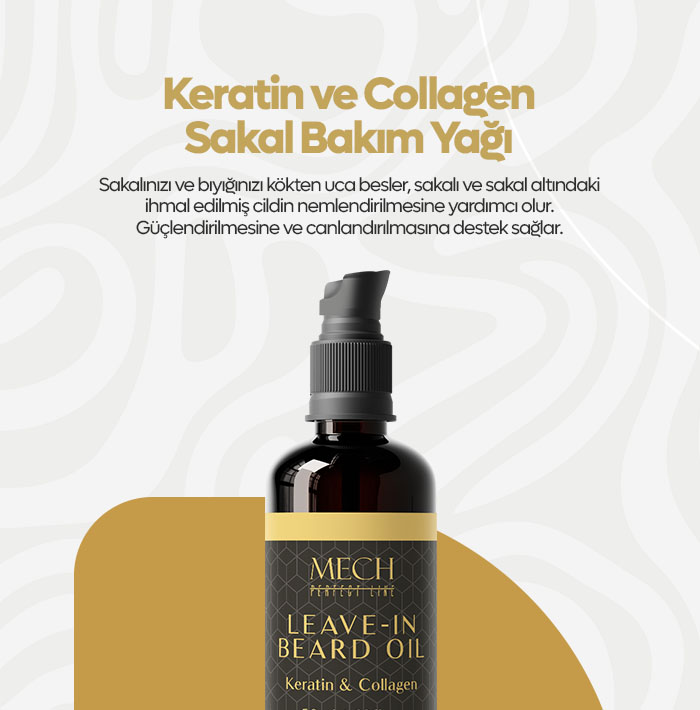 Keratin ve Collagen
Sakal Bakım Yağı
Sakalınızı ve bıyığınızı kökten uca besler, sakalı ve sakal altındaki
ihmal edilmiş cildin nemlendirilmesine yardımcı olur.
Güçlendirilmesine ve canlandırılmasına destek sağlar.
MECH
PERFECT LINE
LEAVE-IN
BEARD OIL
Keratin & Collagen